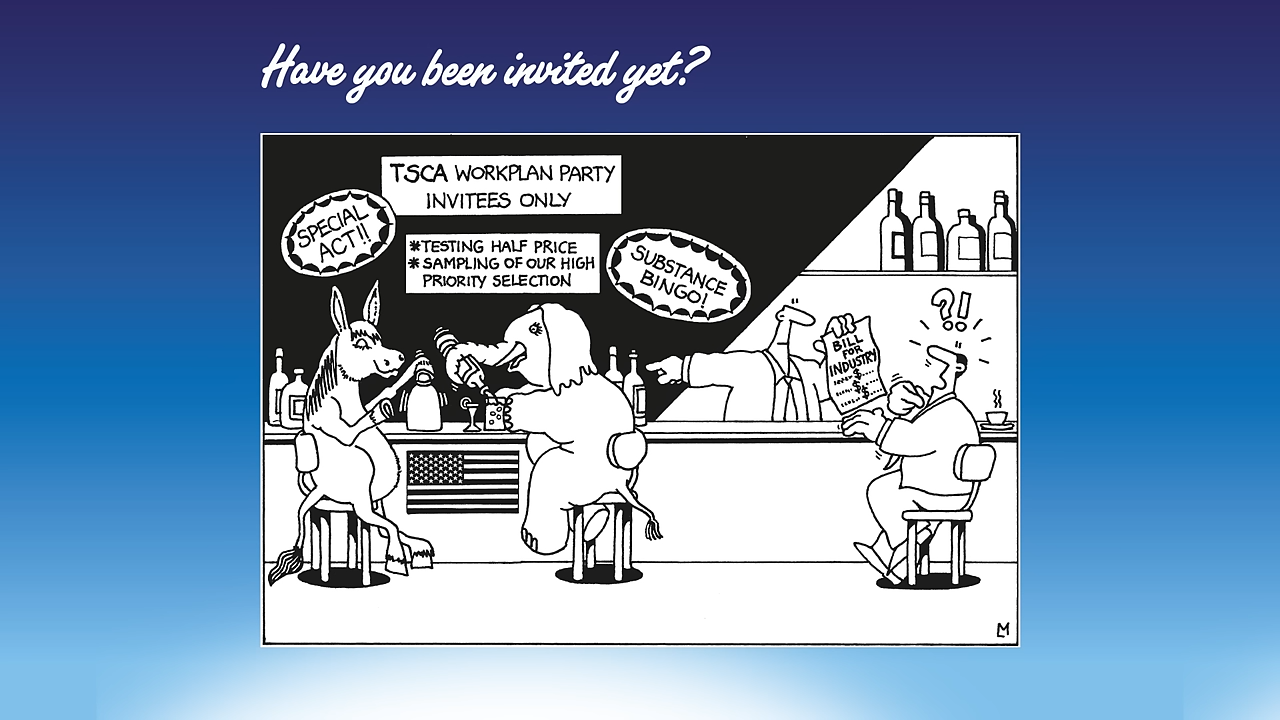 Have you been invited yet?
TSCA WORKPLAN PARTY
INVITEES ONLY
SPECIAL
ACT!!
*TESTING HALF PRICE
*SAMPLING OF OUR HIGH
PRIORITY SELECTION
SUBSTANCE
BINGO!
?!
BILL
FOR
INDUSTRY
$
$
$
LM